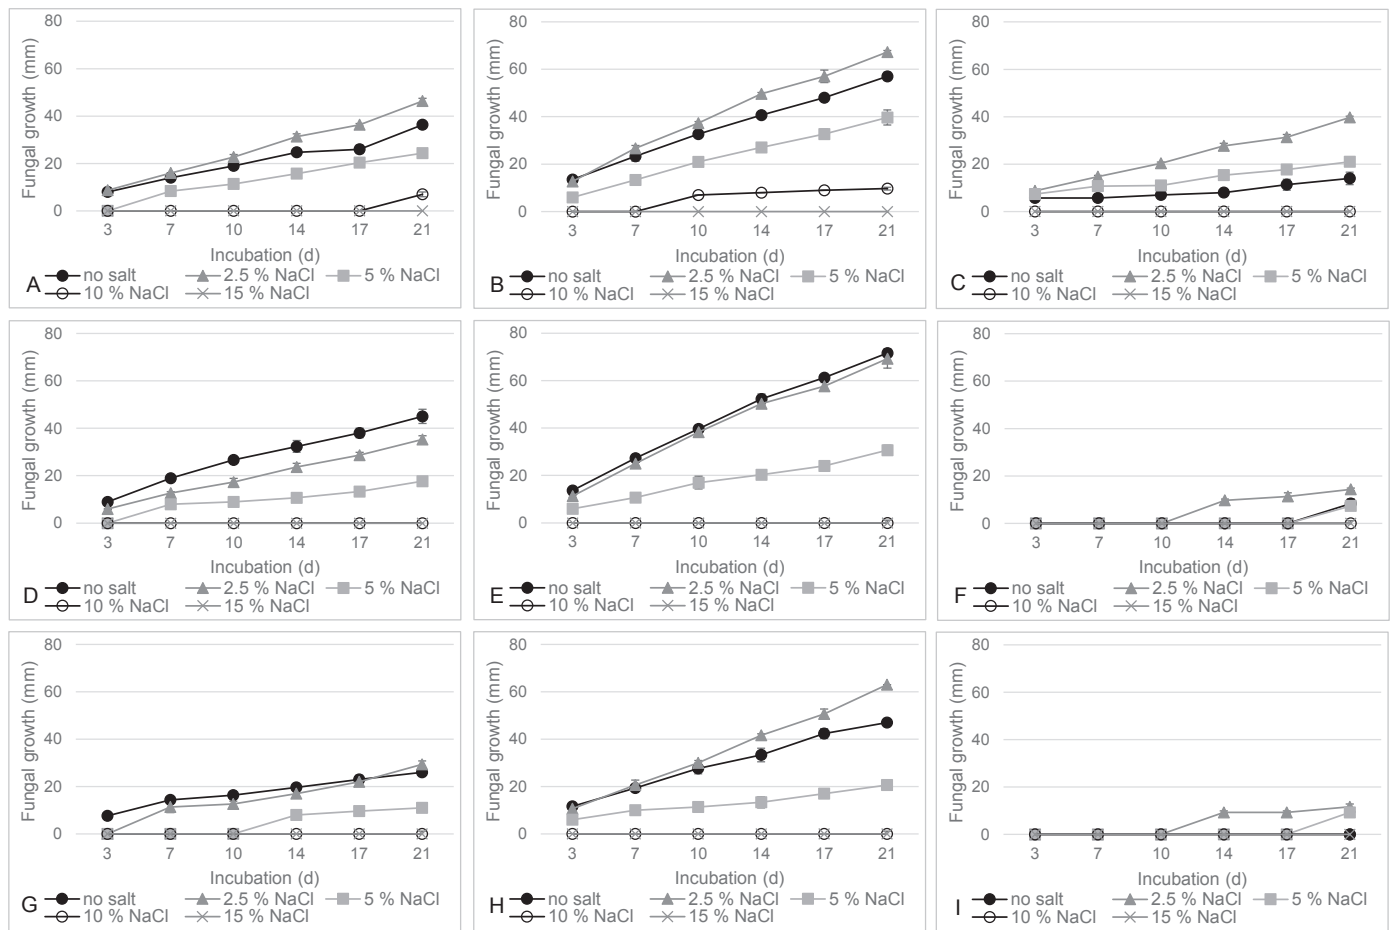 80
60
40
20
0
Fungal growth (mm)
3 7 10 14 17 21
Incubation (d)
no salt 2.5 % NaCl 5 % NaCl
10 % NaCl 15 % NaCl
A
80
60
40
20
0
Fungal growth (mm)
3 7 10 14 17 21
Incubation (d)
no salt 2.5 % NaCl 5 % NaCl
10 % NaCl 15 % NaCl
B
80
60
40
20
0
Fungal growth (mm)
3 7 10 14 17 21
Incubation (d)
no salt 2.5 % NaCl 5 % NaCl
10 % NaCl 15 % NaCl
C
80
60
40
20
0
Fungal growth (mm)
3 7 10 14 17 21
Incubation (d)
no salt 2.5 % NaCl 5 % NaCl
10 % NaCl 15 % NaCl
D
80
60
40
20
0
Fungal growth (mm)
3 7 10 14 17 21
Incubation (d)
no salt 2.5 % NaCl 5 % NaCl
10 % NaCl 15 % NaCl
E
80
60
40
20
0
Fungal growth (mm)
3 7 10 14 17 21
Incubation (d)
no salt 2.5 % NaCl 5 % NaCl
10 % NaCl 15 % NaCl
F
80
60
40
20
0
Fungal growth (mm)
3 7 10 14 17 21
Incubation (d)
no salt 2.5 % NaCl 5 % NaCl
10 % NaCl 15 % NaCl
G
80
60
40
20
0
Fungal growth (mm)
3 7 10 14 17 21
Incubation (d)
no salt 2.5 % NaCl 5 % NaCl
10 % NaCl 15 % NaCl
H
80
60
40
20
0
Fungal growth (mm)
3 7 10 14 17 21
Incubation (d)
no salt 2.5 % NaCl 5 % NaCl
10 % NaCl 15 % NaCl
I